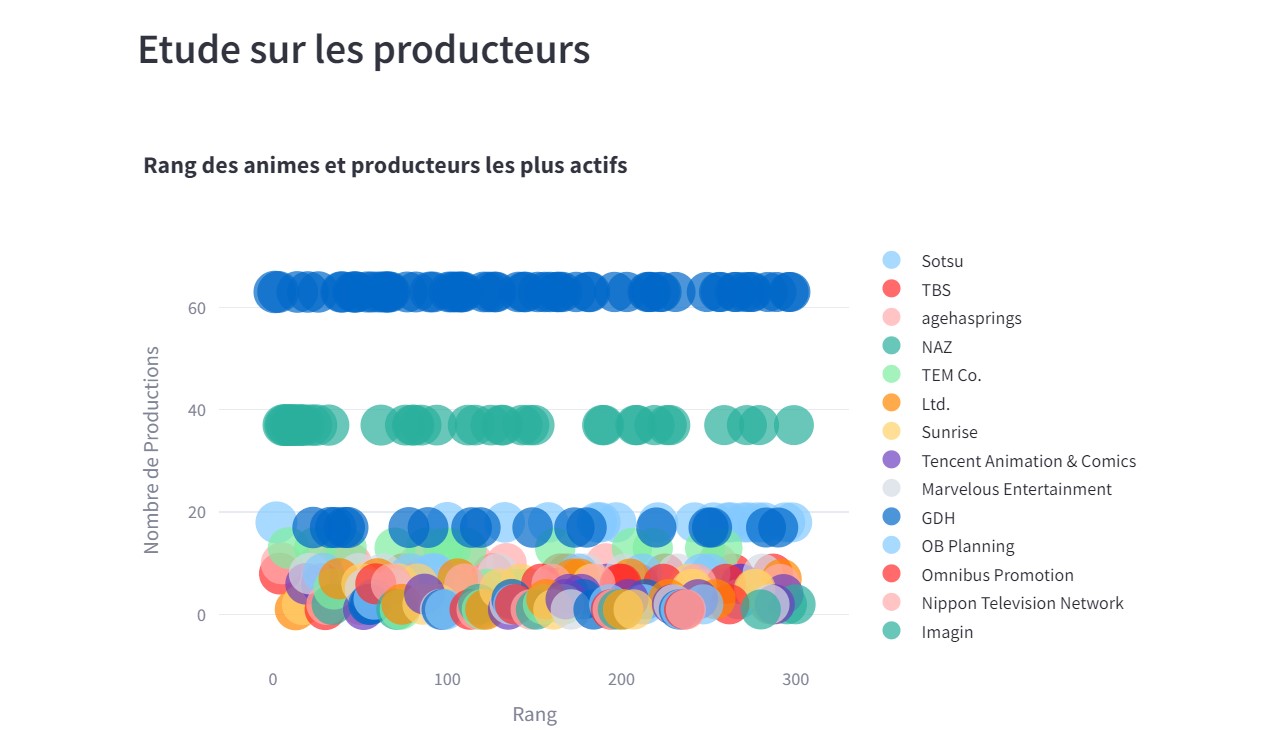 Etude sur les producteurs
Rang des animes et producteurs les plus actifs
Nombre de Productions
60
40
20
0
0
100
200
300
Rang
Sotsu
TBS
agehasprings
NAZ
TEM Co.
Ltd.
Sunrise
Tencent Animation & Comics
Marvelous Entertainment
GDH
OB Planning
Omnibus Promotion
Nippon Television Network
Imagin